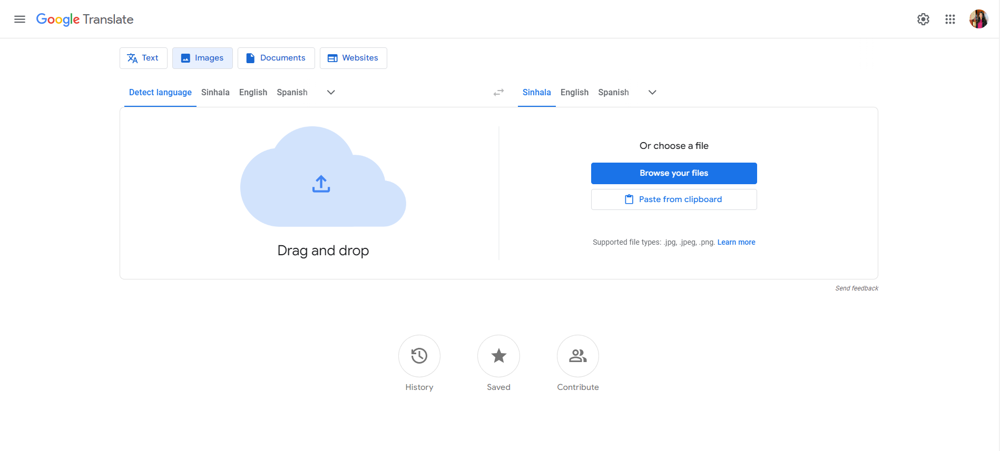 Google Translate
Text Images Documents Websites
Detect language Sinhala English Spanish Sinhala English Spanish
Or choose a file
Browse your files
Paste from clipboard
Supported file types: .jpg, .jpeg, .png. Learn more
Drag and drop
Send feedback
History Saved Contribute